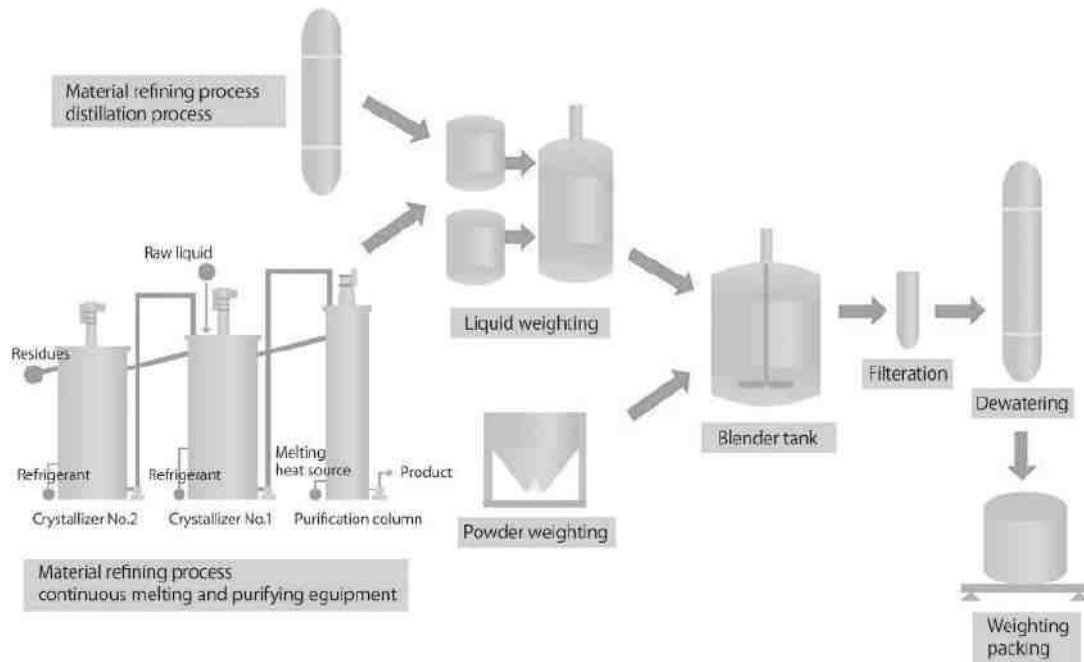 Material refining process
distillation process
Raw liquid
Liquid weighting
Residues
Filteration
Dewatering
Blender tank
Refrigerant
Refrigerant
Melting
heat source
Product
Crystallizer No.2
Crystallizer No.1
Purification column
Powder weighting
Material refining process
continuous melting and purifying eguipment
Weighting
packing